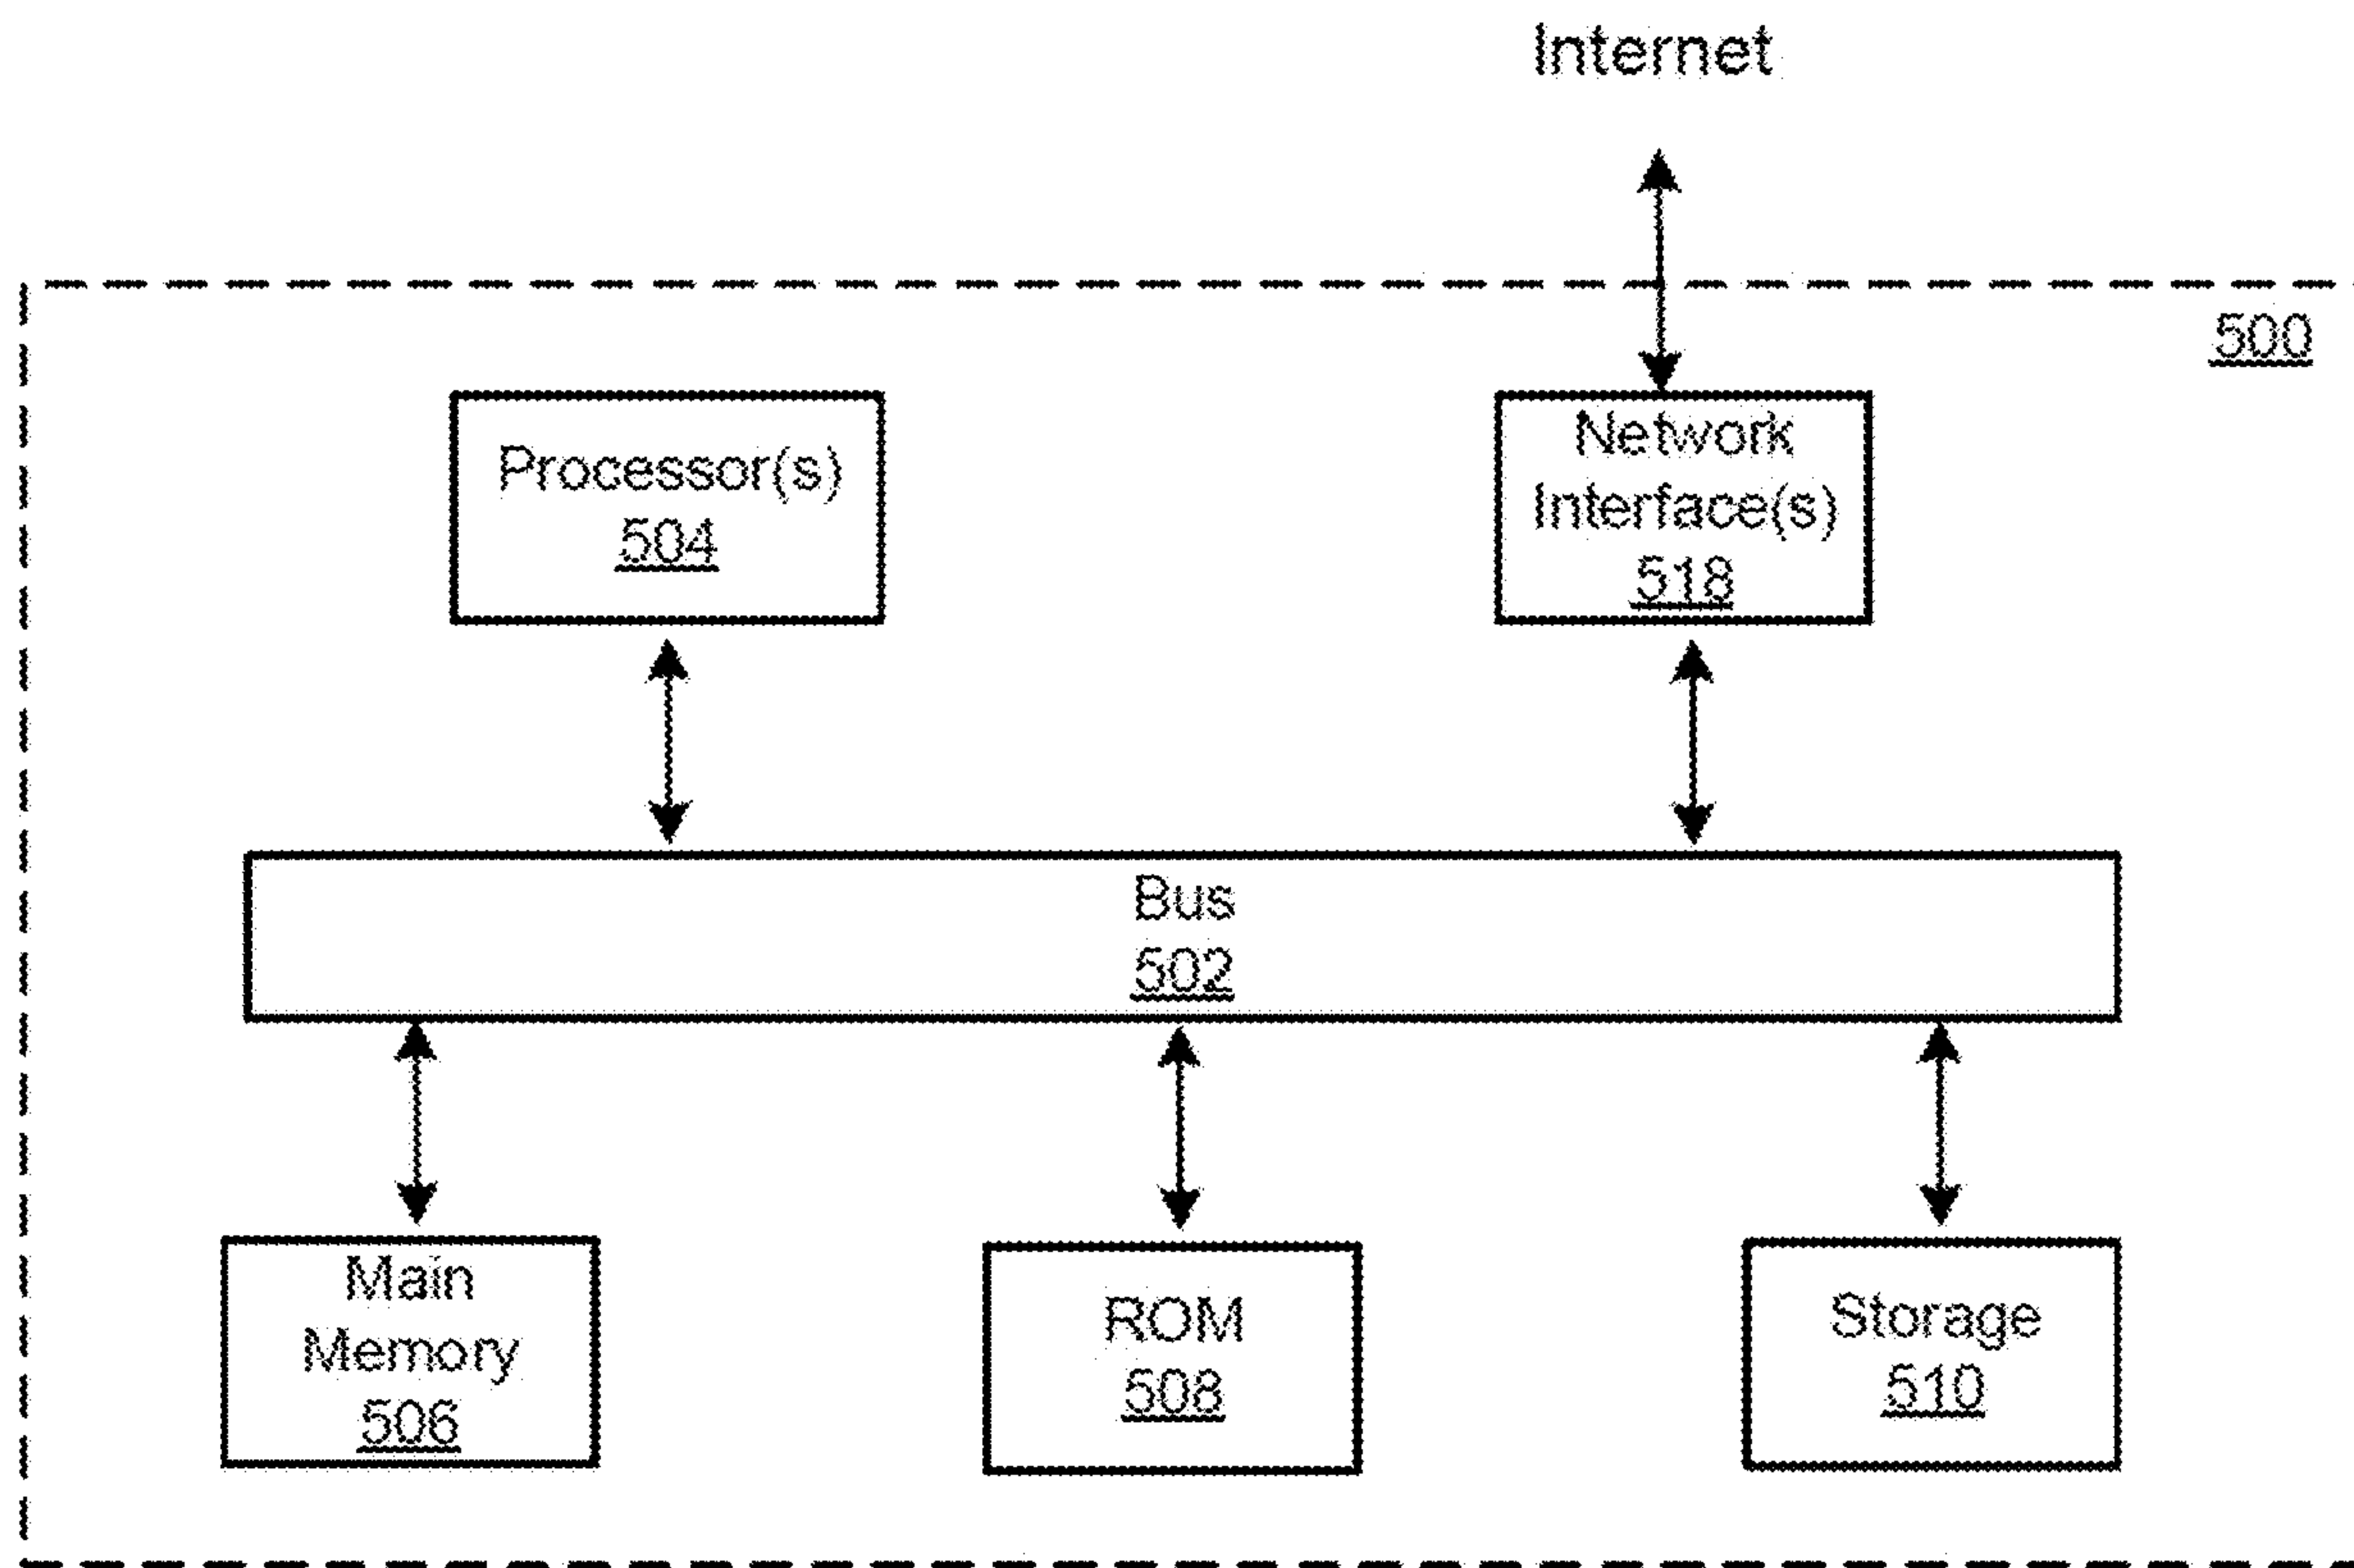 Internet
500
Processor(s)
504
Network
Interface(s)
518
Bus
502
Main
Memory
506
ROM
508
Storage
510